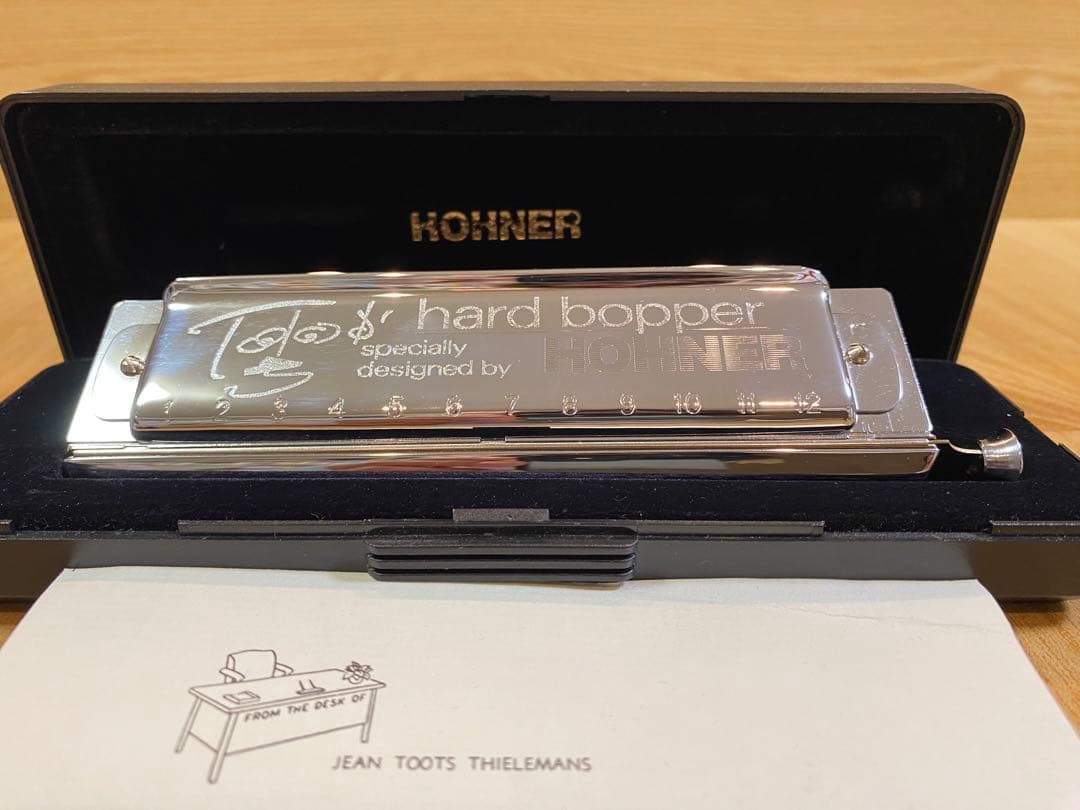 HOHNER
Toots' hard bopper
specially
designed by HOHNER
1 2 3 4 5 6 7 8 9 10 11 12
FROM THE DESK OF
JEAN TOOTS THIELEMANS